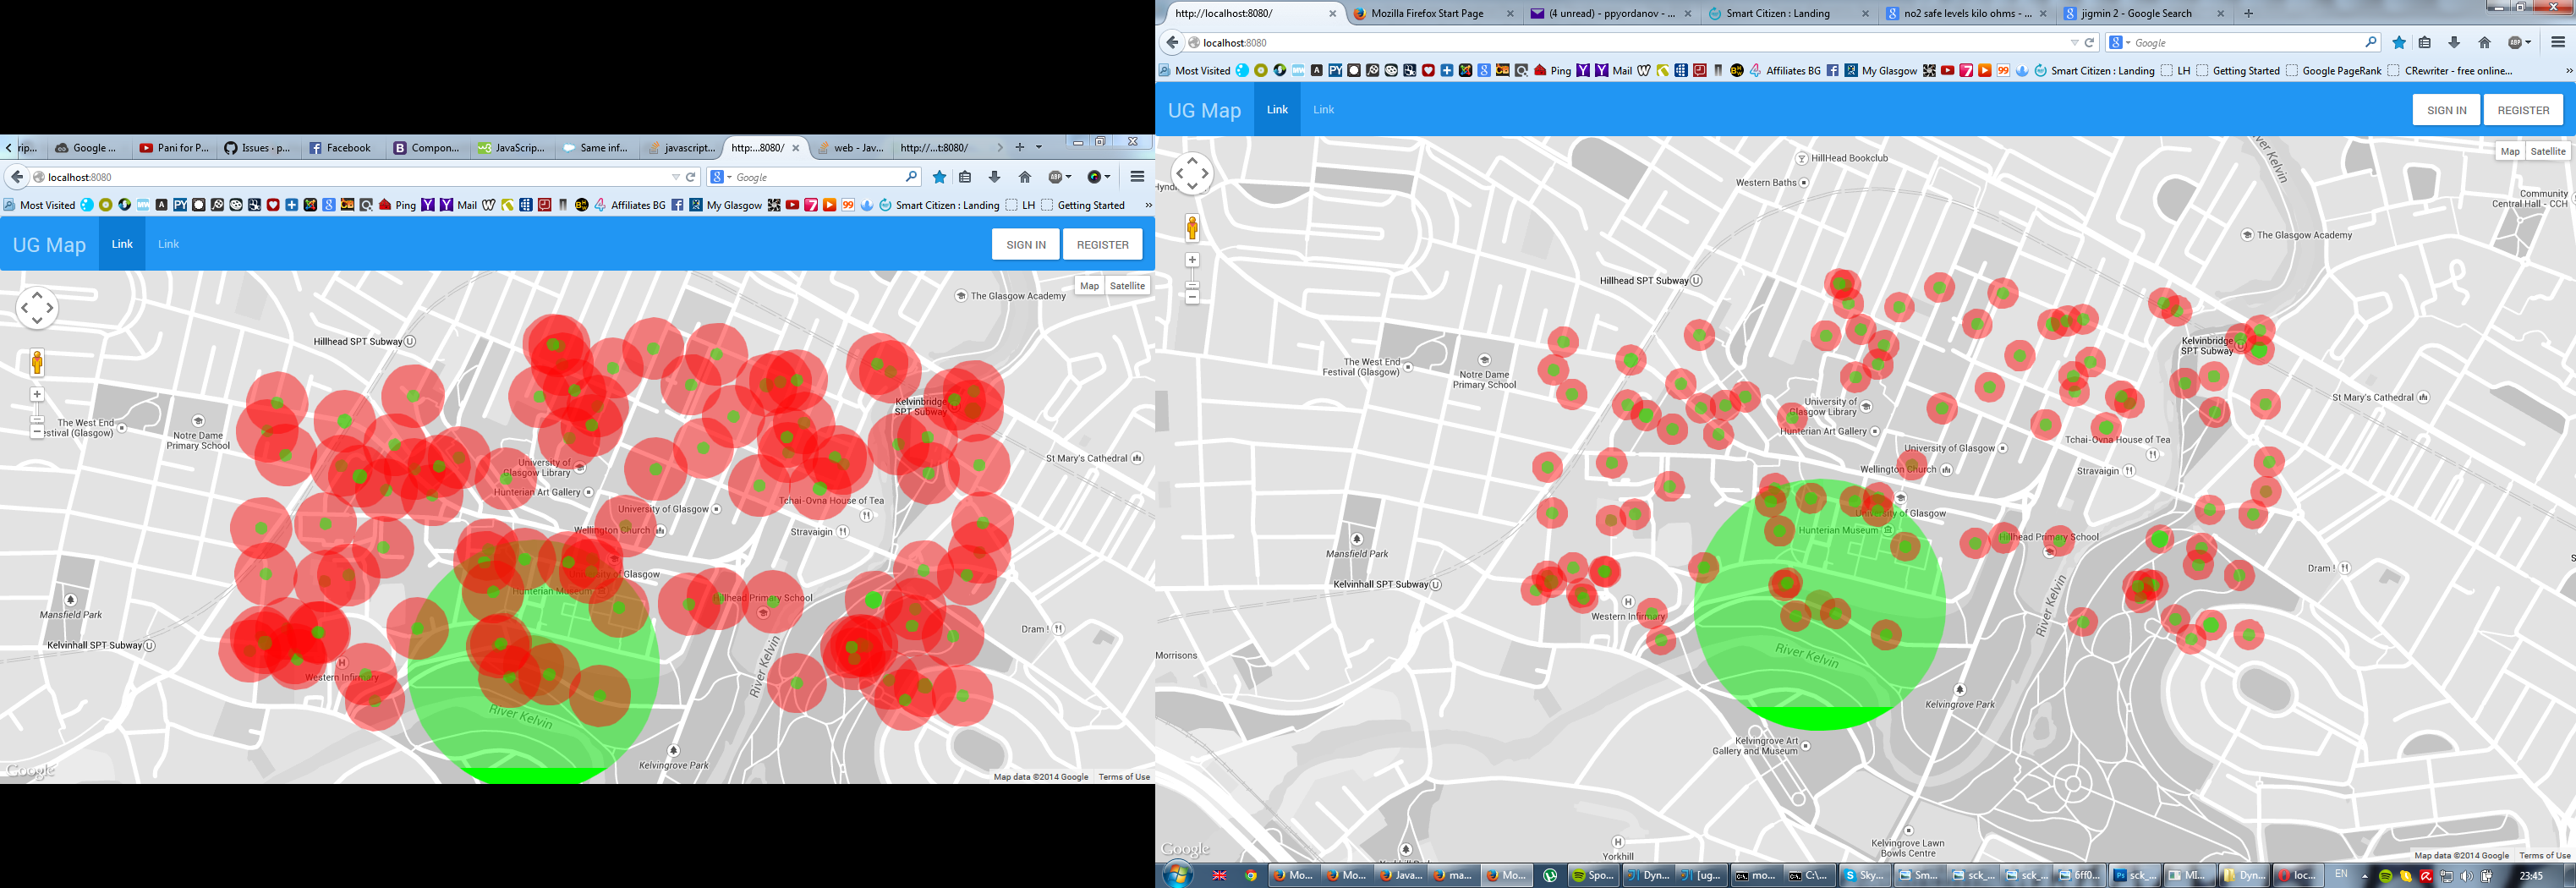 rip...
Google ...
Pani for P...
Issues · p...
Facebook
Compon...
JavaScrip...
Same inf...
javascript...
http:...8080/
web - Jav...
http://...t:8080/
localhost:8080
Google
Most Visited
Ping
Mail
Affiliates BG
My Glasgow
Smart Citizen : Landing
LH
Getting Started
UG Map
Link
Link
SIGN IN
REGISTER
Map
Satellite
The Glasgow Academy
Hillhead SPT Subway
Kelvinbridge
SPT Subway
The West End
estival (Glasgow)
Notre Dame
Primary School
St Mary's Cathedral
University of
Glasgow Library
Hunterian Art Gallery
Tchai-Ovna House of Tea
University of Glasgow
Wellington Church
Stravaigin
University of Glasgow
Hunterian Museum
Hillhead Primary School
Mansfield Park
Dram !
Kelvinhall SPT Subway
Western Infirmary
River Kelvin
River Kelvin
Kelvingrove Park
Google
Map data ©2014 Google
Terms of Use
http://localhost:8080/
Mozilla Firefox Start Page
(4 unread) - ppyordanov - ...
Smart Citizen : Landing
no2 safe levels kilo ohms - ...
jigmin 2 - Google Search
localhost:8080
Google
Most Visited
Ping
Mail
Affiliates BG
My Glasgow
Smart Citizen : Landing
LH
Getting Started
Google PageRank
CRewriter - free online...
UG Map
Link
Link
SIGN IN
REGISTER
Map
Satellite
HillHead Bookclub
Western Baths
River Kelvin
Community
Central Hall - CCH
The Glasgow Academy
Hillhead SPT Subway
Kelvinbridge
SPT Subway
The West End
Festival (Glasgow)
Notre Dame
Primary School
St Mary's Cathedral
University of
Glasgow Library
Hunterian Art Gallery
Tchai-Ovna House of Tea
University of Glasgow
Wellington Church
Stravaigin
University of Glasgow
Hunterian Museum
Hillhead Primary School
Mansfield Park
Dram !
Kelvinhall SPT Subway
Western Infirmary
River Kelvin
River Kelvin
Morrisons
Kelvingrove Park
Kelvingrove Art
Gallery and Museum
Kelvingrove Lawn
Bowls Centre
Yorkhill
Google
Map data ©2014 Google
Terms of Use
Mo...
Mo...
Java...
ma...
Mo...
Spo...
Dyn...
[ug...
mo...
C:\...
Sky...
Sm...
sck_...
sck_...
6ff0...
sck_...
MI...
Dyn...
loc...
EN
23:45